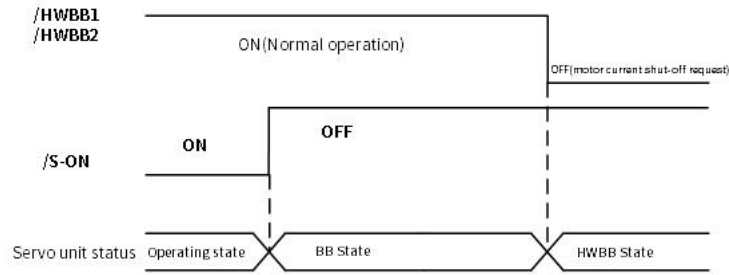 /HWBB1
/HWBB2
ON(Normal operation)
OFF(motor current shut-off request)
/S-ON
ON
OFF
Servo unit status
Operating state
BB State
HWBB State